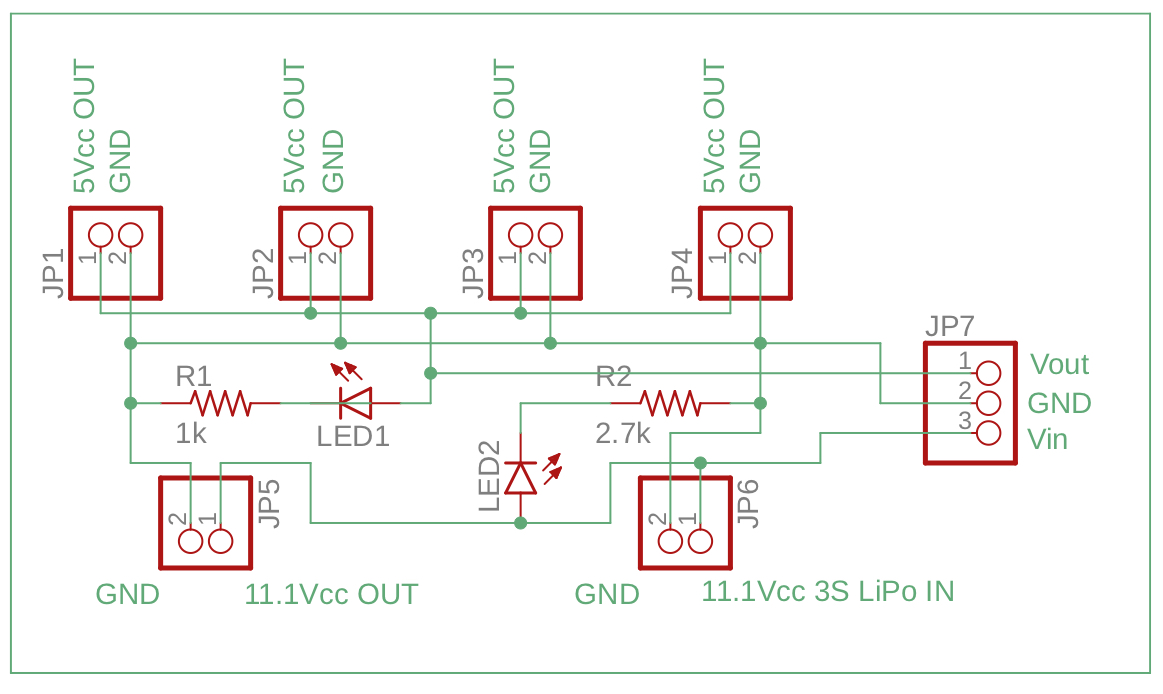 5Vcc OUT
GND
5Vcc OUT
GND
5Vcc OUT
GND
5Vcc OUT
GND
JP1
1
2
JP2
1
2
JP3
1
2
JP4
1
2
JP7
1
Vout
2
GND
3
Vin
R1
1k
LED1
R2
2.7k
LED2
2
1
JP5
2
1
JP6
GND
11.1Vcc OUT
GND
11.1Vcc 3S LiPo IN